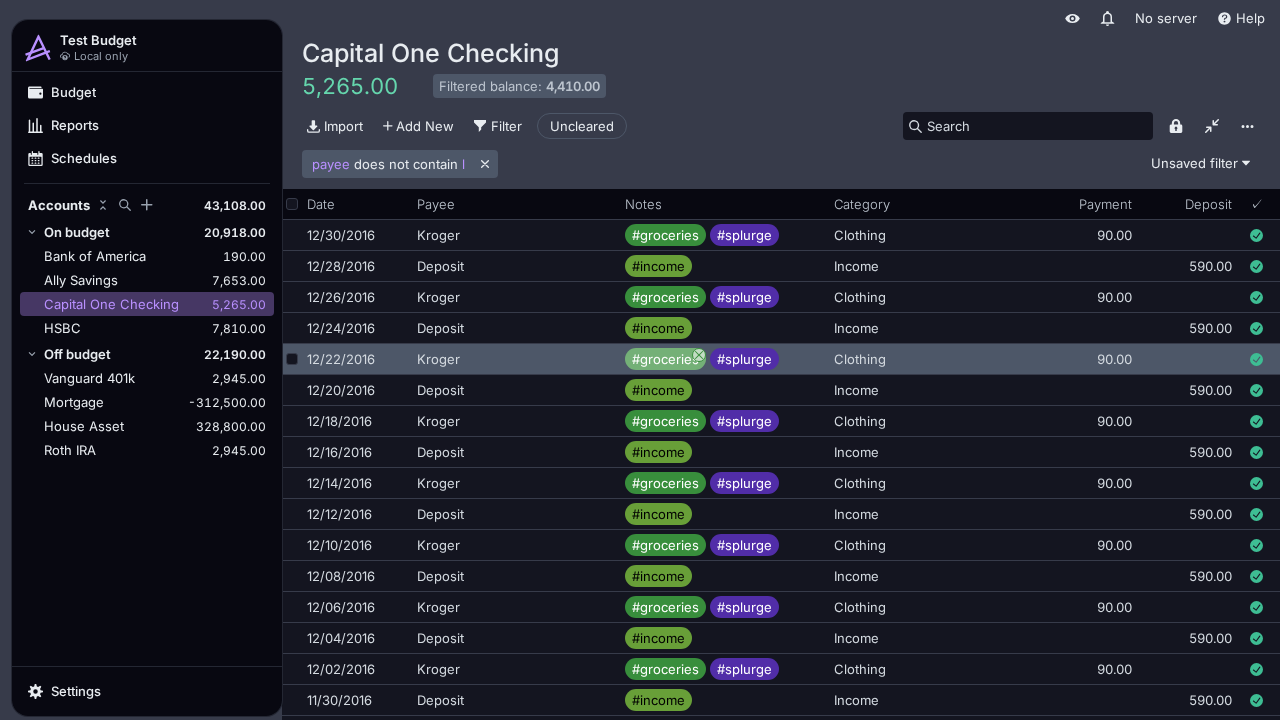 No server
Help
Test Budget
Local only
Budget
Reports
Schedules
Accounts 43,108.00
On budget 20,918.00
Bank of America 190.00
Ally Savings 7,653.00
Capital One Checking 5,265.00
HSBC 7,810.00
Off budget 22,190.00
Vanguard 401k 2,945.00
Mortgage -312,500.00
House Asset 328,800.00
Roth IRA 2,945.00
Settings
Capital One Checking
5,265.00 Filtered balance: 4,410.00
Import Add New Filter Uncleared Search
payee does not contain Unsaved filter
Date Payee Notes Category Payment Deposit ✓
12/30/2016 Kroger #groceries #splurge Clothing 90.00
12/28/2016 Deposit #income Income 590.00
12/26/2016 Kroger #groceries #splurge Clothing 90.00
12/24/2016 Deposit #income Income 590.00
12/22/2016 Kroger #groceries #splurge Clothing 90.00
12/20/2016 Deposit #income Income 590.00
12/18/2016 Kroger #groceries #splurge Clothing 90.00
12/16/2016 Deposit #income Income 590.00
12/14/2016 Kroger #groceries #splurge Clothing 90.00
12/12/2016 Deposit #income Income 590.00
12/10/2016 Kroger #groceries #splurge Clothing 90.00
12/08/2016 Deposit #income Income 590.00
12/06/2016 Kroger #groceries #splurge Clothing 90.00
12/04/2016 Deposit #income Income 590.00
12/02/2016 Kroger #groceries #splurge Clothing 90.00
11/30/2016 Deposit #income Income 590.00